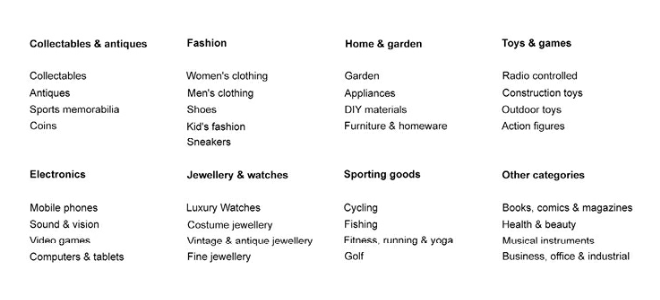 Collectables & antiques
Collectables
Antiques
Sports memorabilia
Coins
Fashion
Women's clothing
Men's clothing
Shoes
Kid's fashion
Sneakers
Home & garden
Garden
Appliances
DIY materials
Furniture & homeware
Toys & games
Radio controlled
Construction toys
Outdoor toys
Action figures
Electronics
Mobile phones
Sound & vision
Video games
Computers & tablets
Jewellery & watches
Luxury Watches
Costume jewellery
Vintage & antique jewellery
Fine jewellery
Sporting goods
Cycling
Fishing
Fitness, running & yoga
Golf
Other categories
Books, comics & magazines
Health & beauty
Musical instruments
Business, office & industrial